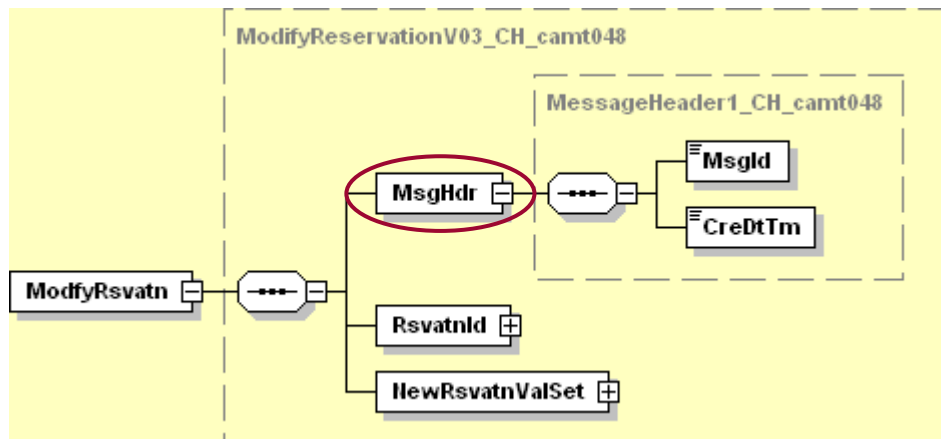 ModifyReservationV03_CH_camt048
MessageHeader1_CH_camt048
MsgId
MsgHdr
CreDtTm
ModfyRsvatn
RsvatnId
NewRsvatnValSet